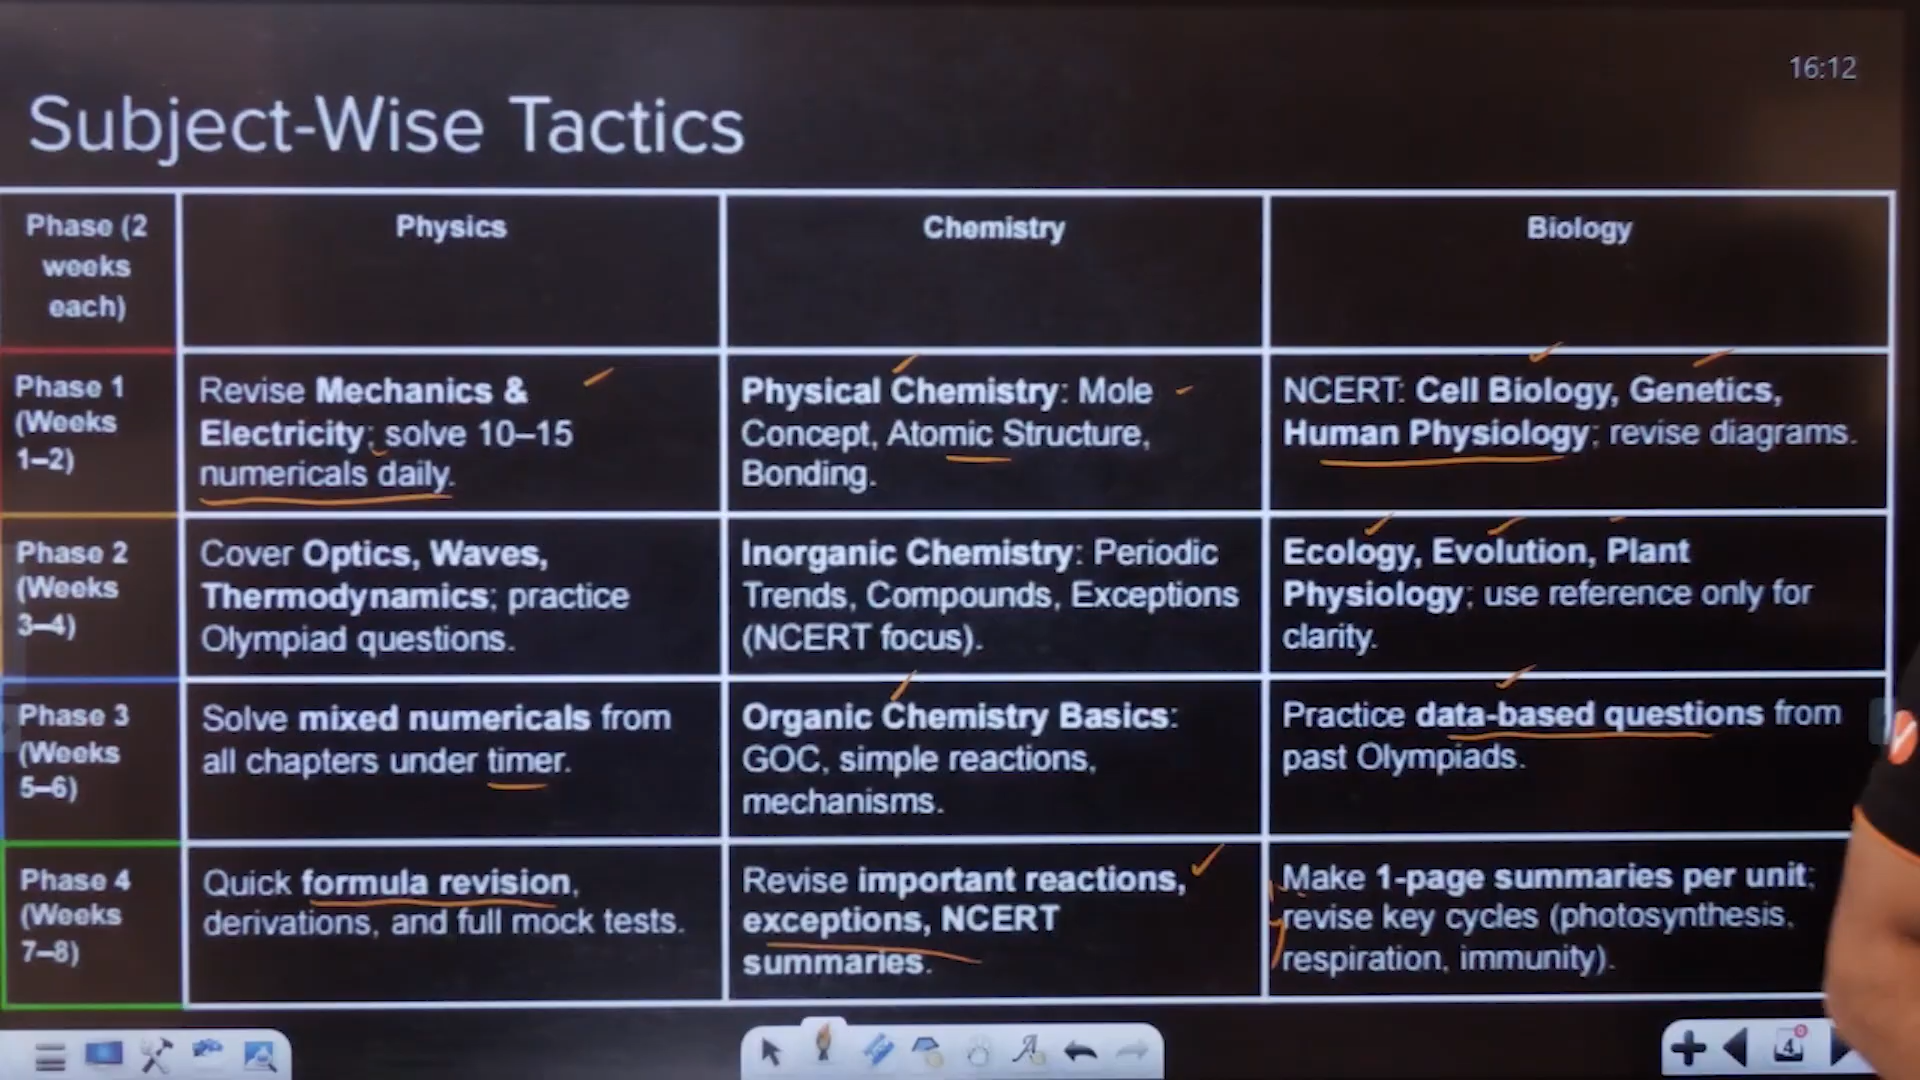 16:12
Subject-Wise Tactics
Phase (2
weeks
each)
Physics
Chemistry
Biology
Phase 1
(Weeks
1–2)
Revise Mechanics &
Electricity; solve 10–15
numericals daily.
Physical Chemistry: Mole
Concept, Atomic Structure,
Bonding.
NCERT: Cell Biology, Genetics,
Human Physiology; revise diagrams.
Phase 2
(Weeks
3–4)
Cover Optics, Waves,
Thermodynamics; practice
Olympiad questions.
Inorganic Chemistry: Periodic
Trends, Compounds, Exceptions
(NCERT focus).
Ecology, Evolution, Plant
Physiology; use reference only for
clarity.
Phase 3
(Weeks
5–6)
Solve mixed numericals from
all chapters under timer.
Organic Chemistry Basics:
GOC, simple reactions,
mechanisms.
Practice data-based questions from
past Olympiads.
Phase 4
(Weeks
7–8)
Quick formula revision,
derivations, and full mock tests.
Revise important reactions,
exceptions, NCERT
summaries.
Make 1-page summaries per unit;
revise key cycles (photosynthesis,
respiration, immunity).
4